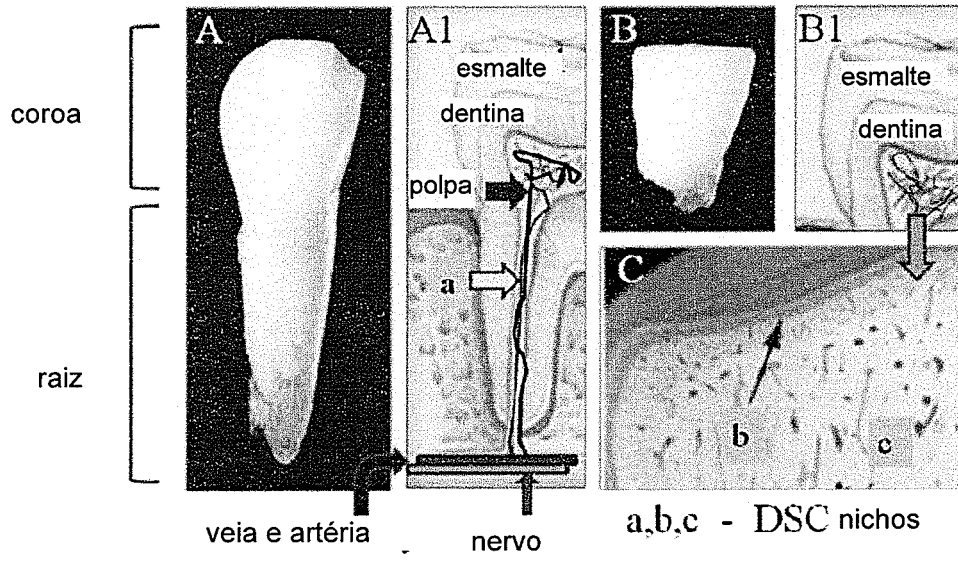 A
A1
B
B1
coroa
esmalte
dentina
polpa
a
esmalte
dentina
C
raiz
b
c
veia e artéria
nervo
a,b,c - DSC nichos